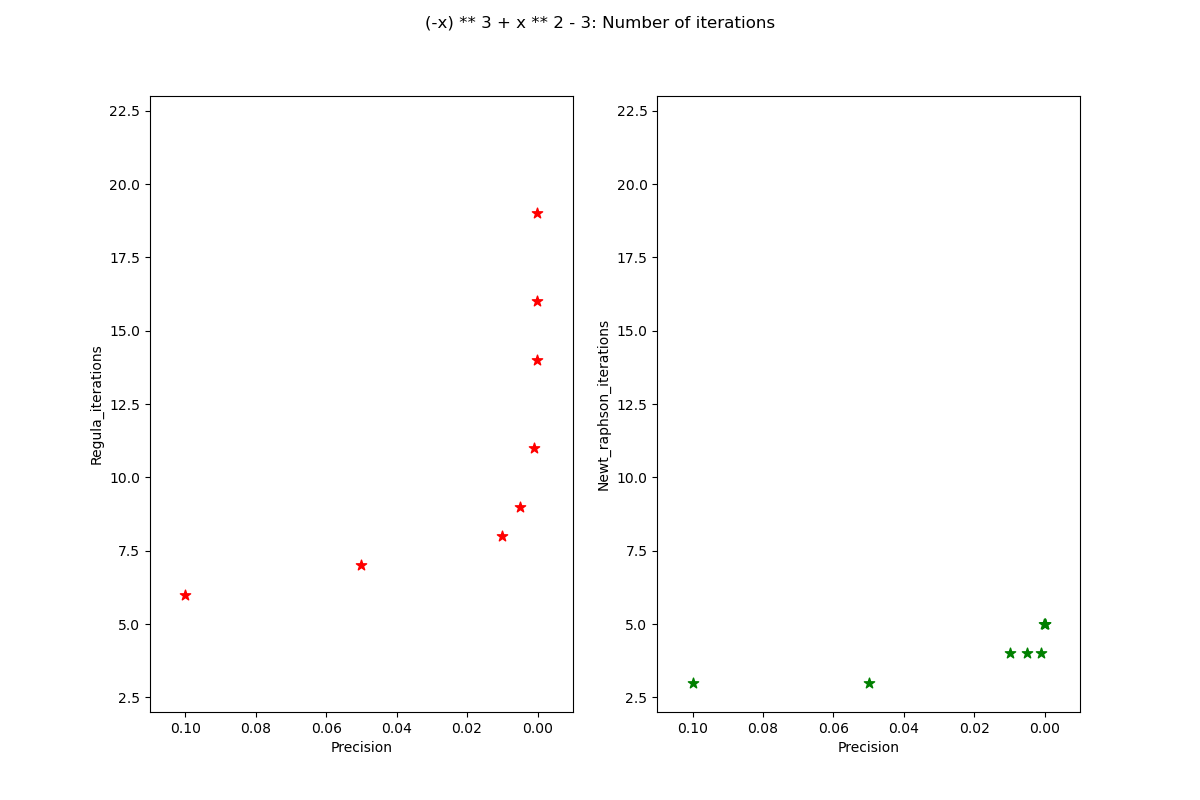 (-x) ** 3 + x ** 2 - 3: Number of iterations
22.5
20.0
17.5
15.0
12.5
10.0
7.5
5.0
2.5
Regula_iterations
0.10 0.08 0.06 0.04 0.02 0.00
Precision
22.5
20.0
17.5
15.0
12.5
10.0
7.5
5.0
2.5
Newt_raphson_iterations
0.10 0.08 0.06 0.04 0.02 0.00
Precision